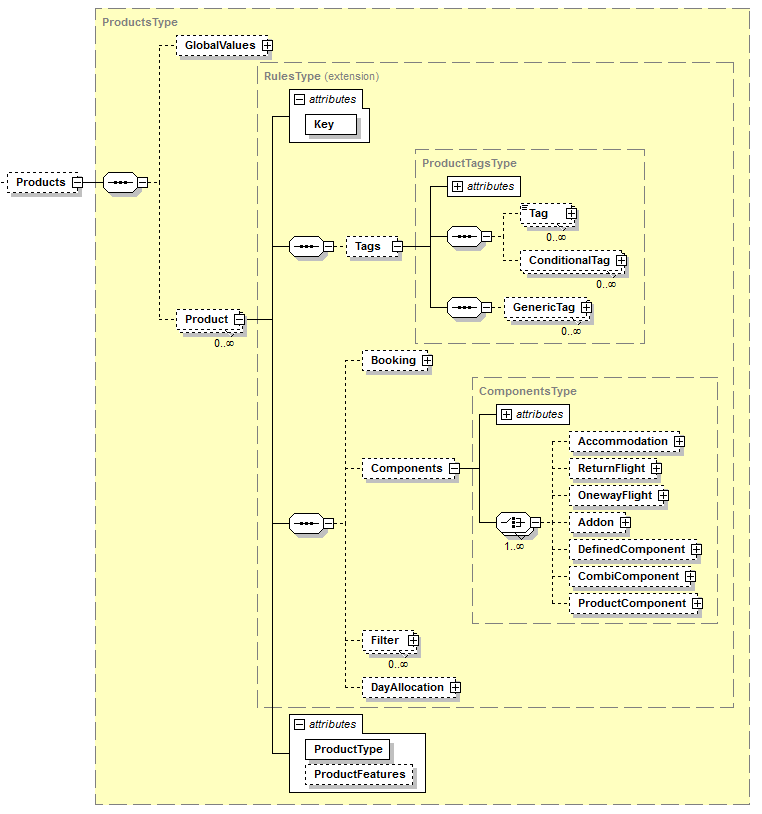 ProductsType
GlobalValues
RulesType (extension)
attributes
Key
Products
ProductTagsType
attributes
Tag
0..∞
Tags
ConditionalTag
0..∞
GenericTag
0..∞
Product
0..∞
Booking
ComponentsType
attributes
Components
Accommodation
ReturnFlight
OnewayFlight
Addon
1..∞
DefinedComponent
CombiComponent
ProductComponent
Filter
0..∞
DayAllocation
attributes
ProductType
ProductFeatures